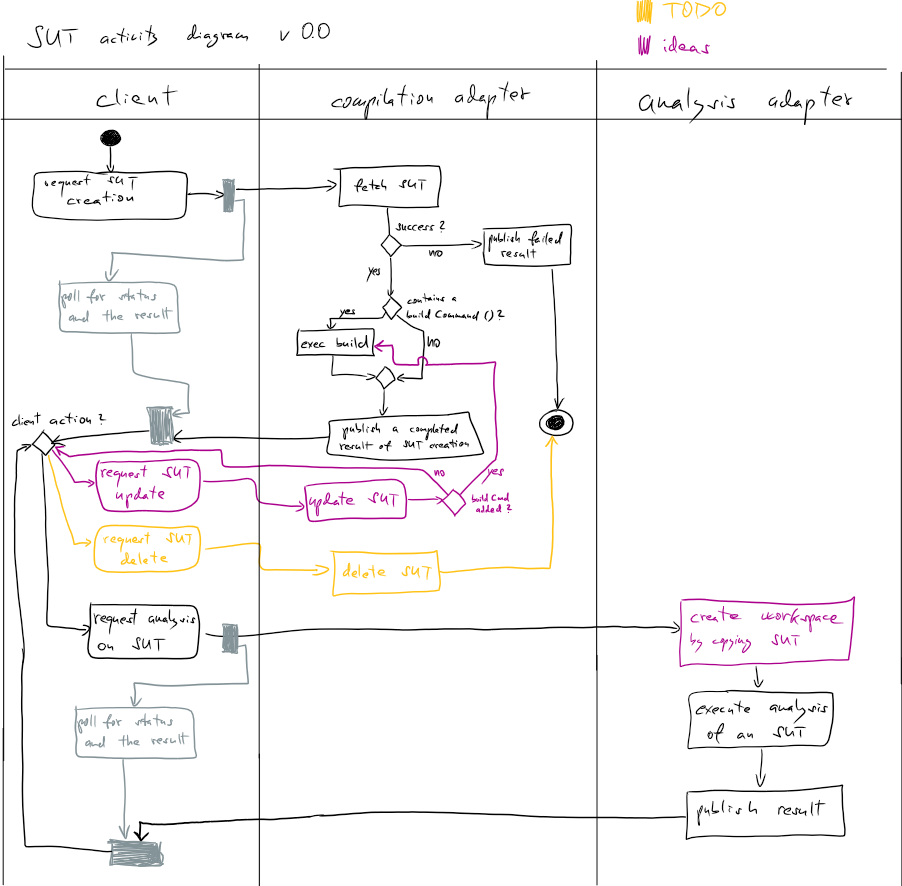 TODO
SUT activity diagram v 0.0
ideas
client
compilation adapter
analysis adapter
request SUT
creation
fetch SUT
success?
no
publish failed
result
yes
poll for status
and the result
contains a
build Command ()?
yes
no
exec build
client action?
publish a completed
result of SUT creation
request SUT
update
no
yes
update SUT
build Cmd
added?
request SUT
delete
delete SUT
request analysis
on SUT
create workspace
by copying SUT
poll for status
and the result
execute analysis
of an SUT
publish result